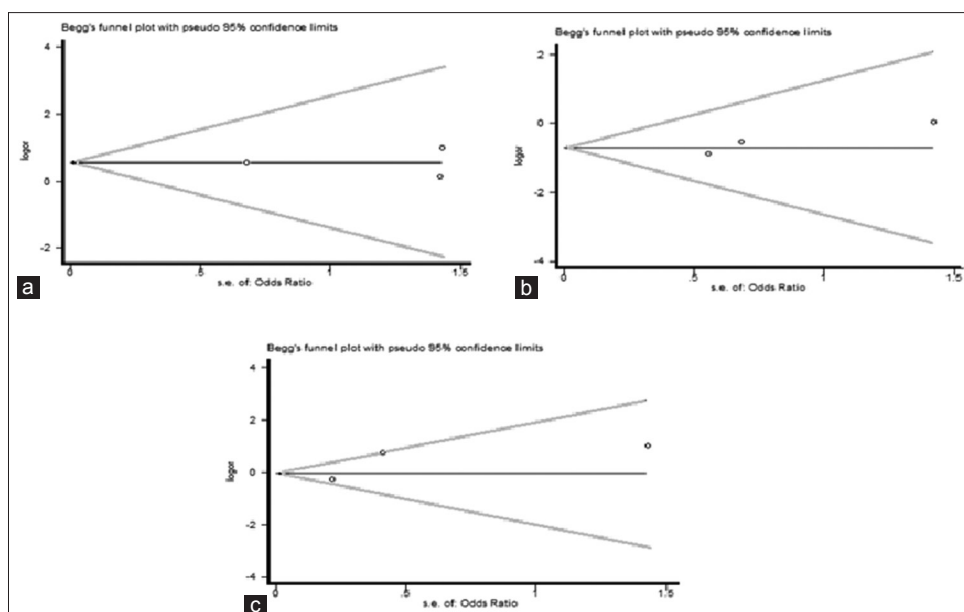 Begg's funnel plot with pseudo 95% confidence limits
4
2
0
-2
logor
0 .5 1 1.5
s.e. of: Odds Ratio
a
Begg's funnel plot with pseudo 95% confidence limits
.2
0
-2
-4
logor
0 .5 1 1.5
s.e. of: Odds Ratio
b
Begg's funnel plot with pseudo 95% confidence limits
4
2
0
-2
-4
logor
0 .5 1 1.5
s.e. of: Odds Ratio
c